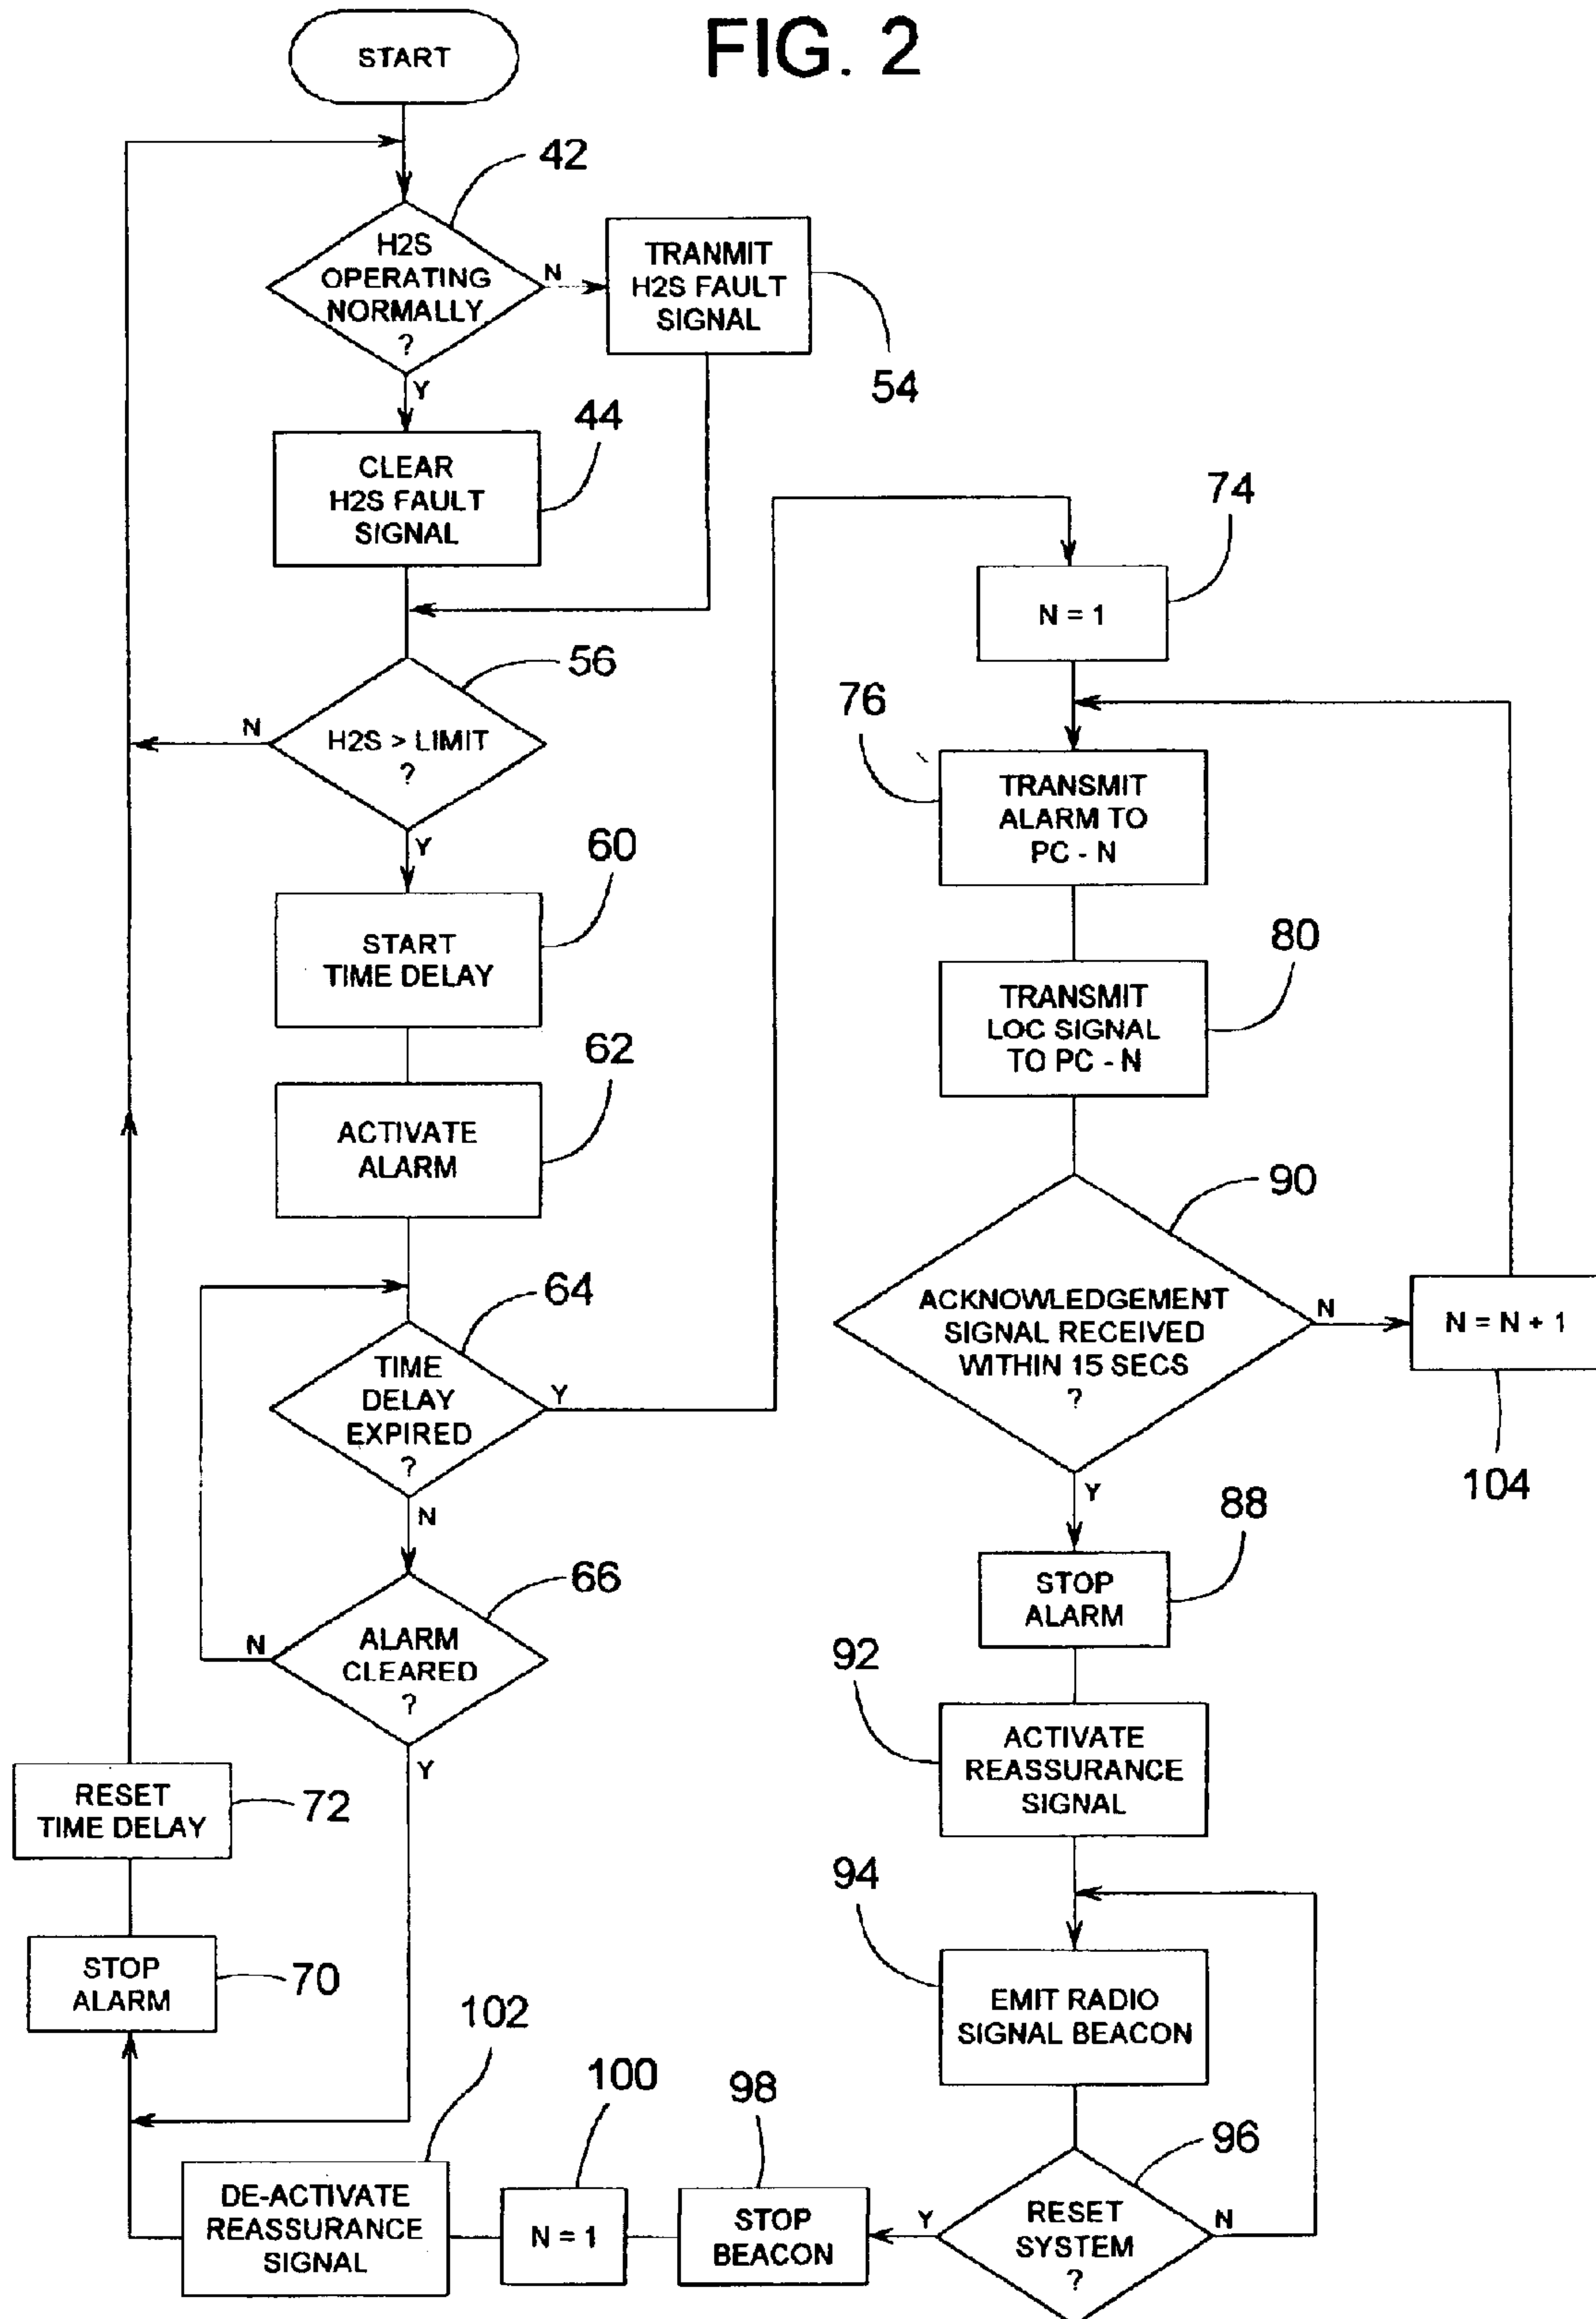 FIG. 2
START
42
H2S
OPERATING
NORMALLY
?
N
Y
TRANMIT
H2S FAULT
SIGNAL
54
44
CLEAR
H2S FAULT
SIGNAL
56
H2S > LIMIT
?
N
Y
60
START
TIME DELAY
62
ACTIVATE
ALARM
64
TIME
DELAY
EXPIRED
?
Y
N
66
ALARM
CLEARED
?
N
Y
RESET
TIME DELAY
72
STOP
ALARM
70
74
N = 1
76
TRANSMIT
ALARM TO
PC - N
80
TRANSMIT
LOC SIGNAL
TO PC - N
90
ACKNOWLEDGEMENT
SIGNAL RECEIVED
WITHIN 15 SECS
?
N
N = N + 1
104
Y
88
STOP
ALARM
92
ACTIVATE
REASSURANCE
SIGNAL
94
EMIT RADIO
SIGNAL BEACON
96
RESET
SYSTEM
?
N
Y
98
STOP
BEACON
100
N = 1
102
DE-ACTIVATE
REASSURANCE
SIGNAL